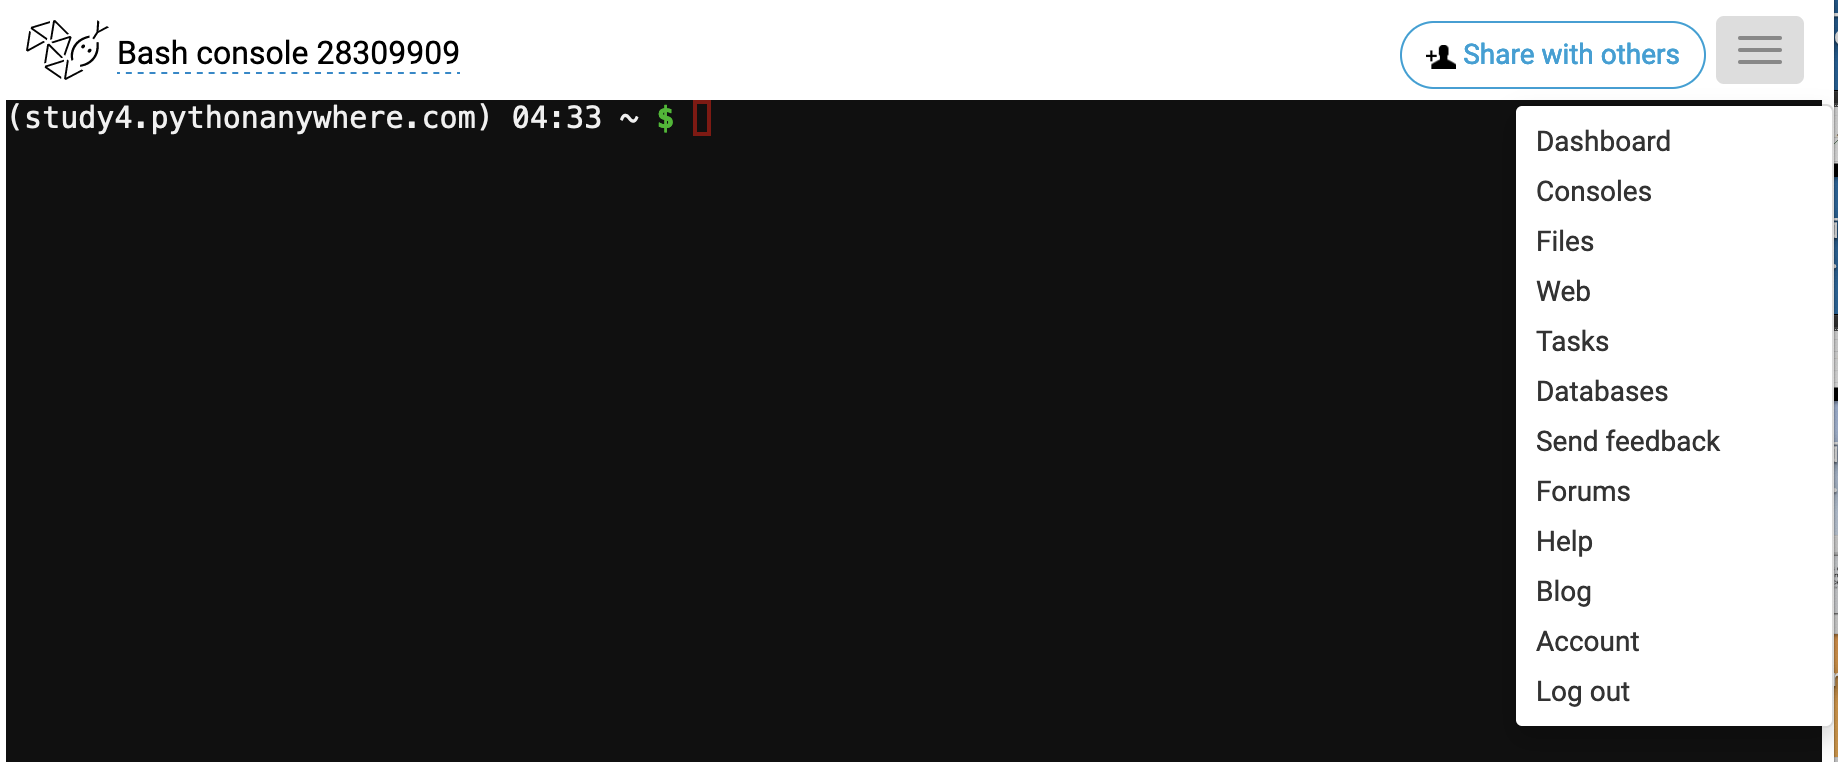 Bash console 28309909
Share with others
(study4.pythonanywhere.com) 04:33 ~ $
Dashboard
Consoles
Files
Web
Tasks
Databases
Send feedback
Forums
Help
Blog
Account
Log out